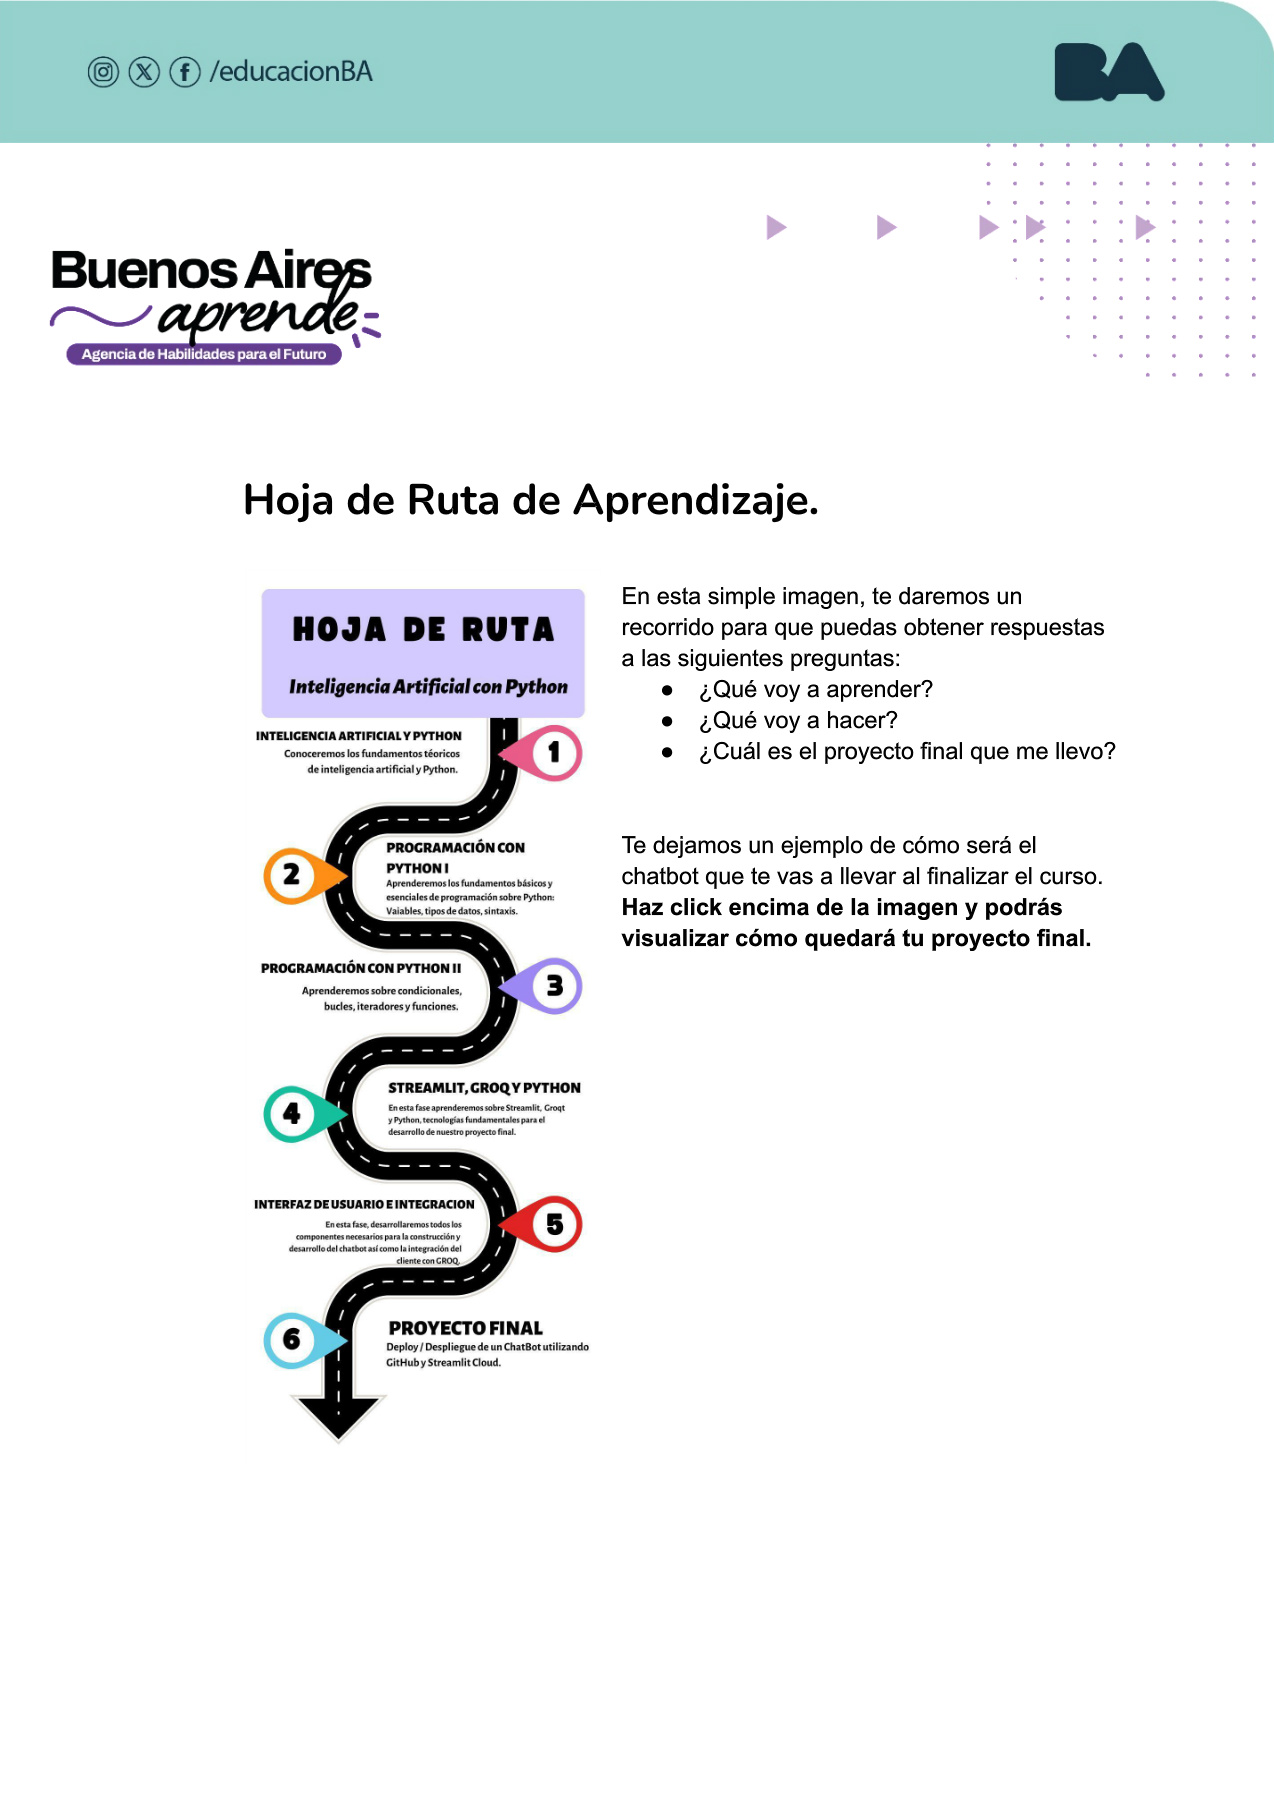 /educacionBA
BA
Buenos Aires
aprende
Agencia de Habilidades para el Futuro
Hoja de Ruta de Aprendizaje.
HOJA DE RUTA
Inteligencia Artificial con Python
INTELIGENCIA ARTIFICIAL Y PYTHON
Conoceremos los fundamentos téoricos
de inteligencia artificial y Python.
1
2
PROGRAMACIÓN CON
PYTHON I
Aprenderemos los fundamentos básicos y
esenciales de programación sobre Python:
Vaiables, tipos de datos, sintaxis.
PROGRAMACIÓN CON PYTHON II
Aprenderemos sobre condicionales,
bucles, iteradores y funciones.
3
4
STREAMLIT, GROQ Y PYTHON
En esta fase aprenderemos sobre Streamlit, Groqt
y Python, tecnologías fundamentales para el
desarrollo de nuestro proyecto final.
INTERFAZ DE USUARIO E INTEGRACION
En esta fase, desarrollaremos todos los
componentes necesarios para la construcción y
desarrollo del chatbot así como la integración del
cliente con GROQ.
5
6
PROYECTO FINAL
Deploy / Despliegue de un ChatBot utilizando
GitHub y Streamlit Cloud.
En esta simple imagen, te daremos un
recorrido para que puedas obtener respuestas
a las siguientes preguntas:
● ¿Qué voy a aprender?
● ¿Qué voy a hacer?
● ¿Cuál es el proyecto final que me llevo?
Te dejamos un ejemplo de cómo será el
chatbot que te vas a llevar al finalizar el curso.
Haz click encima de la imagen y podrás
visualizar cómo quedará tu proyecto final.